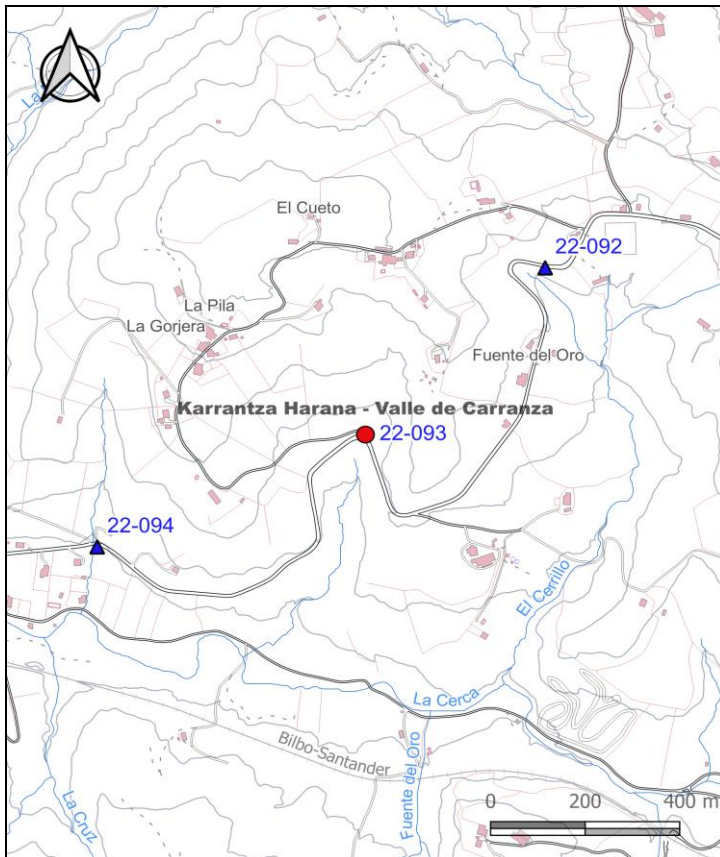 La
El Cueto
22-092
La Pila
La Gorjera
Fuente del Oro
Karrantza Harana - Valle de Carranza
22-093
22-094
El Cerrillo
La Cerca
Bilbo-Santander
Fuente del Oro
La Cruz
0 200 400 m